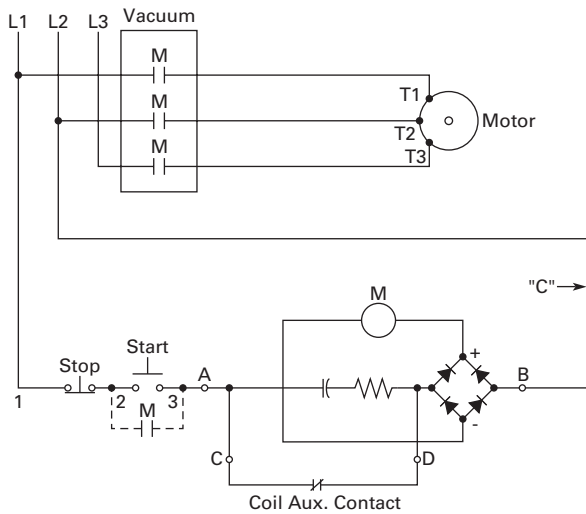 L1 L2 L3 Vacuum
M
T1
M
T2 Motor
M
T3
"C"
M
Stop Start
+
A B
1 2 3
M
-
C D
Coil Aux. Contact